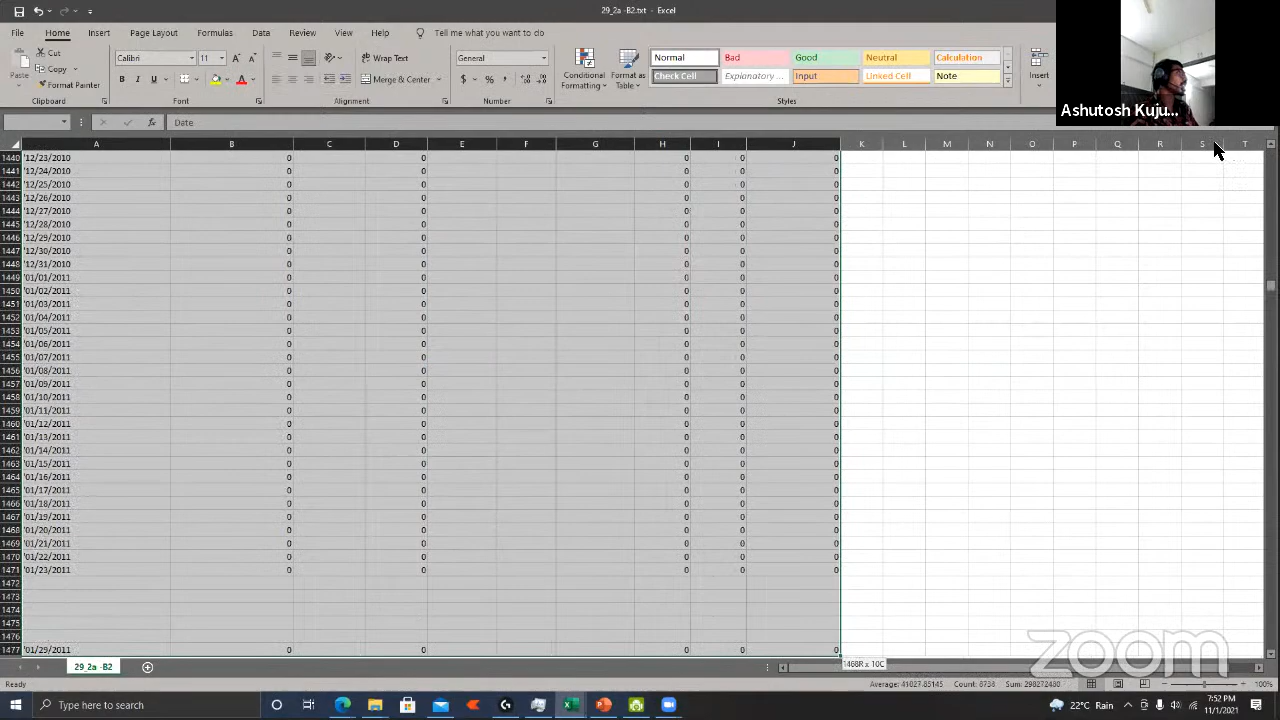 29_2a -B2.txt - Excel
File Home Insert Page Layout Formulas Data Review View Help Tell me what you want to do
Paste
Cut
Copy
Format Painter
Clipboard
Calibri 11
B I U
Font
Wrap Text
Merge & Center
Alignment
General
$ % ,
Number
Conditional Formatting
Format as Table
Normal Bad Good Neutral Calculation
Check Cell Explanatory ... Input Linked Cell Note
Styles
Insert
Ashutosh Kuju...
fx Date
A B C D E F G H I J K L M N O P Q R S T
1440 '12/23/2010 0 0 0 0 0
1441 '12/24/2010 0 0 0 0 0
1442 '12/25/2010 0 0 0 0 0
1443 '12/26/2010 0 0 0 0 0
1444 '12/27/2010 0 0 0 0 0
1445 '12/28/2010 0 0 0 0 0
1446 '12/29/2010 0 0 0 0 0
1447 '12/30/2010 0 0 0 0 0
1448 '12/31/2010 0 0 0 0 0
1449 '01/01/2011 0 0 0 0 0
1450 '01/02/2011 0 0 0 0 0
1451 '01/03/2011 0 0 0 0 0
1452 '01/04/2011 0 0 0 0 0
1453 '01/05/2011 0 0 0 0 0
1454 '01/06/2011 0 0 0 0 0
1455 '01/07/2011 0 0 0 0 0
1456 '01/08/2011 0 0 0 0 0
1457 '01/09/2011 0 0 0 0 0
1458 '01/10/2011 0 0 0 0 0
1459 '01/11/2011 0 0 0 0 0
1460 '01/12/2011 0 0 0 0 0
1461 '01/13/2011 0 0 0 0 0
1462 '01/14/2011 0 0 0 0 0
1463 '01/15/2011 0 0 0 0 0
1464 '01/16/2011 0 0 0 0 0
1465 '01/17/2011 0 0 0 0 0
1466 '01/18/2011 0 0 0 0 0
1467 '01/19/2011 0 0 0 0 0
1468 '01/20/2011 0 0 0 0 0
1469 '01/21/2011 0 0 0 0 0
1470 '01/22/2011 0 0 0 0 0
1471 '01/23/2011 0 0 0 0 0
1472
1473
1474
1475
1476
1477 '01/29/2011 0 0 0 0 0
1468R x 10C
29_2a -B2
zoom
Ready
Average: 41027.85145 Count: 8738 Sum: 298272480
100%
Type here to search
22°C Rain
7:52 PM
11/1/2021